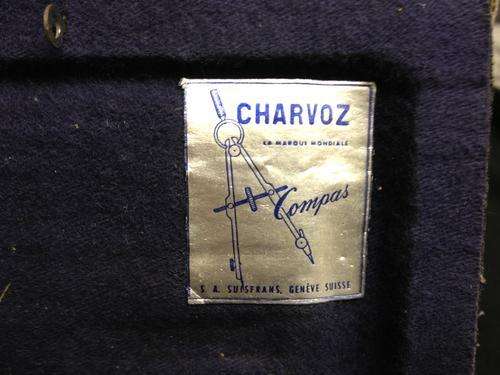 CHARVOZ
LA MARQUE MONDIALE
Compas
S. A. SUISFRANS, GENÈVE SUISSE